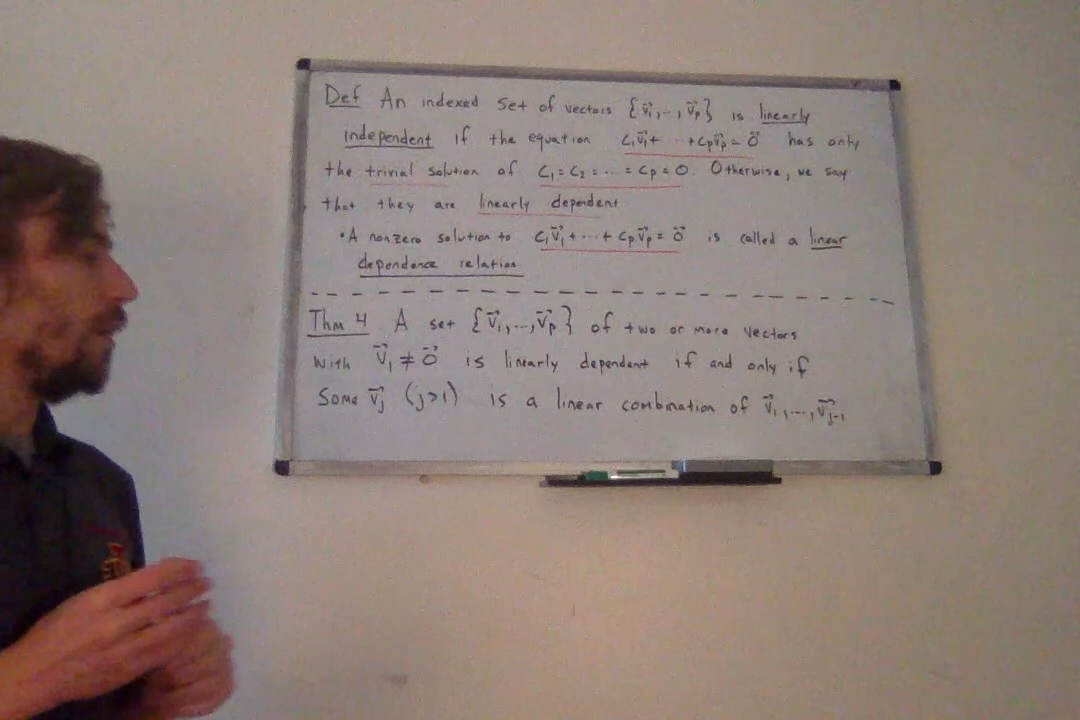 Def An indexed set of vectors {v⃗₁,..,v⃗p} is linearly
independent if the equation c₁v⃗₁+ ⋯ +cpv⃗p = 0⃗ has only
the trivial solution of c₁ = c₂ = ⋯ = cp = 0. Otherwise, we say
that they are linearly dependent
• A nonzero solution to c₁v⃗₁ + ⋯ + cpv⃗p = 0⃗ is called a linear
dependence relation
Thm 4 A set {v⃗₁,...,v⃗p} of two or more vectors
with v⃗₁ ≠ 0⃗ is linearly dependent if and only if
Some v⃗j (j>1) is a linear combination of v⃗₁,...,v⃗j-1